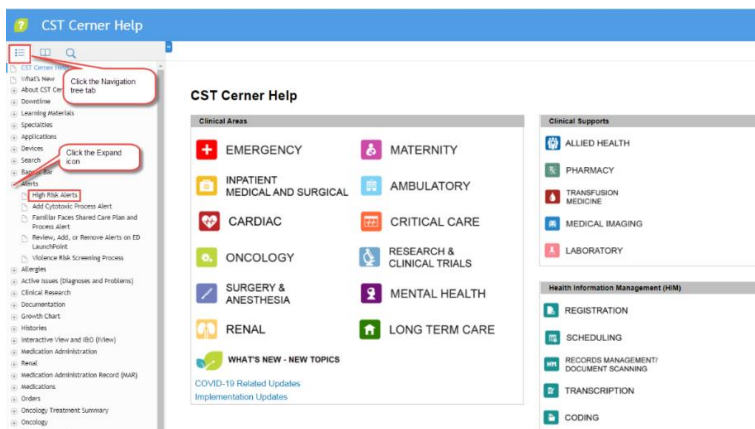 CST Cerner Help
CST Cerner Help
What's New
About CST Cer
Downtime
Learning Materials
Specialties
Applications
Devices
Search
Banner Bar
Alerts
High Risk Alerts
Add Cytotoxic Process Alert
Familiar Faces Shared Care Plan and
Process Alert
Review, Add, or Remove Alerts on ED
LaunchPoint
Violence Risk Screening Process
Allergies
Active Issues (Diagnoses and Problems)
Clinical Research
Documentation
Growth Chart
Histories
Interactive View and I&O (iView)
Medication Administration
Renal
Medication Administration Record (MAR)
Medications
Orders
Oncology Treatment Summary
Oncology
Click the Navigation
tree tab
Click the Expand
icon
CST Cerner Help
Clinical Areas
EMERGENCY
MATERNITY
INPATIENT
MEDICAL AND SURGICAL
AMBULATORY
CARDIAC
CRITICAL CARE
ONCOLOGY
RESEARCH &
CLINICAL TRIALS
SURGERY &
ANESTHESIA
MENTAL HEALTH
RENAL
LONG TERM CARE
WHAT'S NEW - NEW TOPICS
COVID-19 Related Updates
Implementation Updates
Clinical Supports
ALLIED HEALTH
PHARMACY
TRANSFUSION
MEDICINE
MEDICAL IMAGING
LABORATORY
Health Information Management (HIM)
REGISTRATION
SCHEDULING
RECORDS MANAGEMENT/
DOCUMENT SCANNING
TRANSCRIPTION
CODING